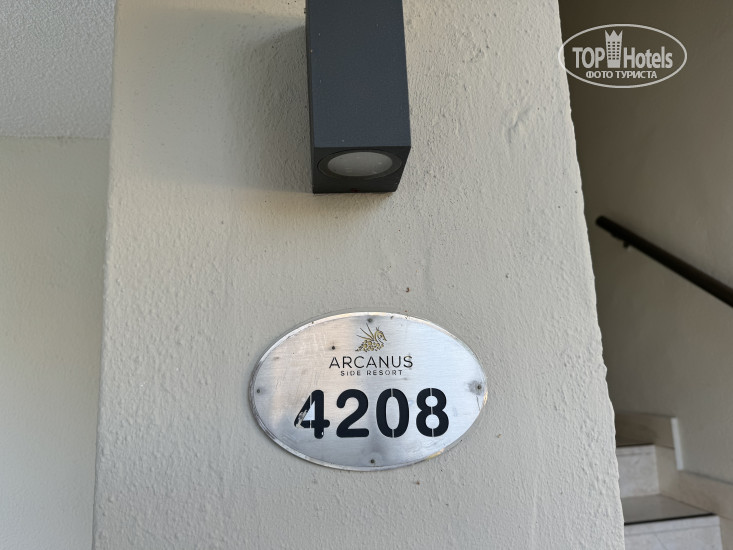 TOP Hotels
ФОТО ТУРИСТА
ARCANUS
SIDE RESORT
4208